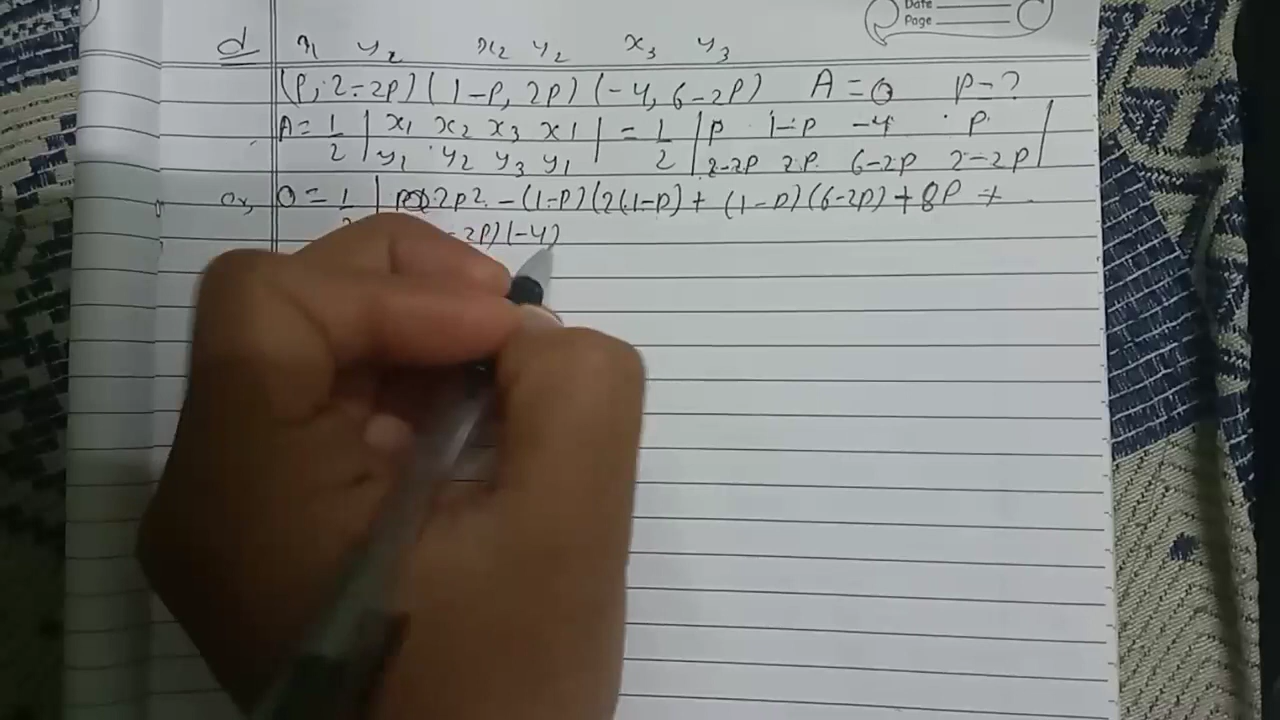 Date
Page
d x₁ y₂ x₂ y₂ x₃ y₃
(P, 2-2P) (1-P, 2P) (-4, 6-2P) A = 0 P-?
A = 1/2 | x₁ x₂ x₃ x1 | = 1/2 | P 1-P -4 P |
y₁ y₂ y₃ y₁ 2-2P 2P 6-2P 2-2P
or, 0 = 1/2 | 2P² - (1-P)(2(1-P) + (1-P)(6-2P) + 8P +
-2P)(-4)